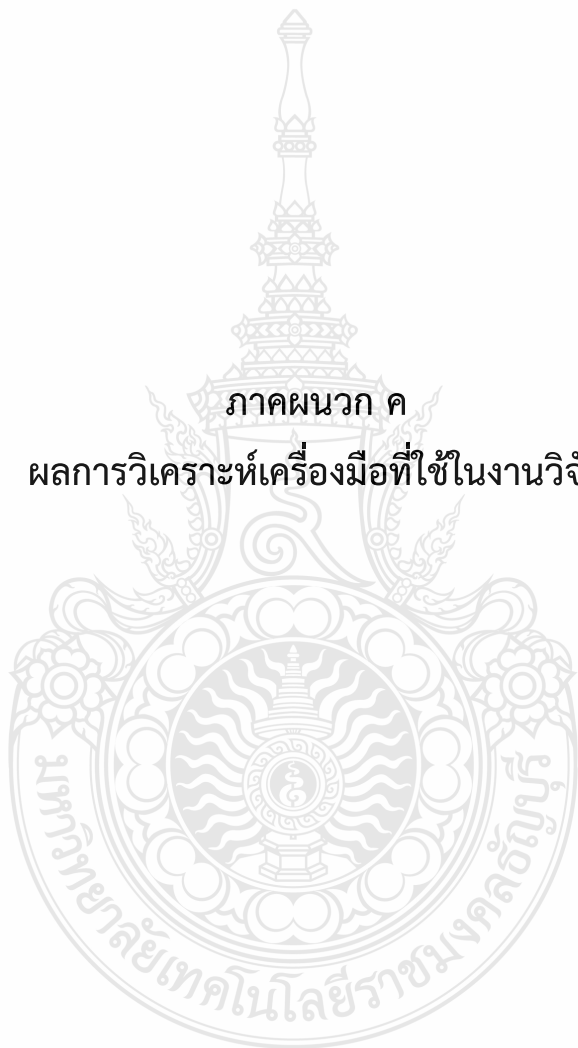 ภาคผนวก ค
ผลการวิเคราะห์เครื่องมือที่ใช้ในงานวิจั
มหาวิทยาลัยเทคโนโลยีราชมงคลธัญบุรี